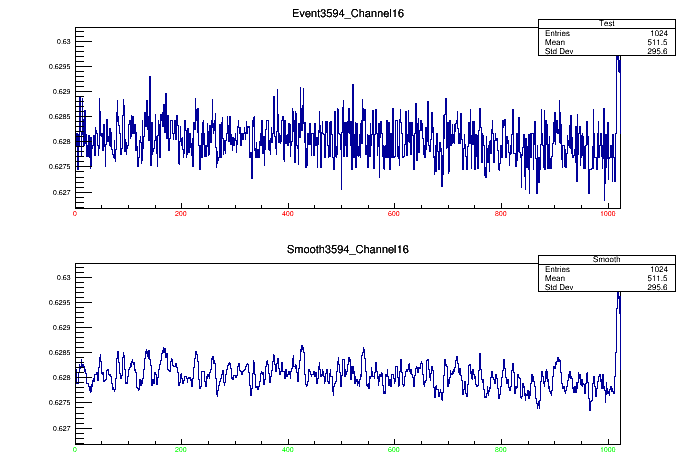 Event3594_Channel16
Test
Entries 1024
Mean 511.5
Std Dev 295.6
0.63
0.6295
0.629
0.6285
0.628
0.6275
0.627
0 200 400 600 800 1000
Smooth3594_Channel16
Smooth
Entries 1024
Mean 511.5
Std Dev 295.6
0.63
0.6295
0.629
0.6285
0.628
0.6275
0.627
0 200 400 600 800 1000